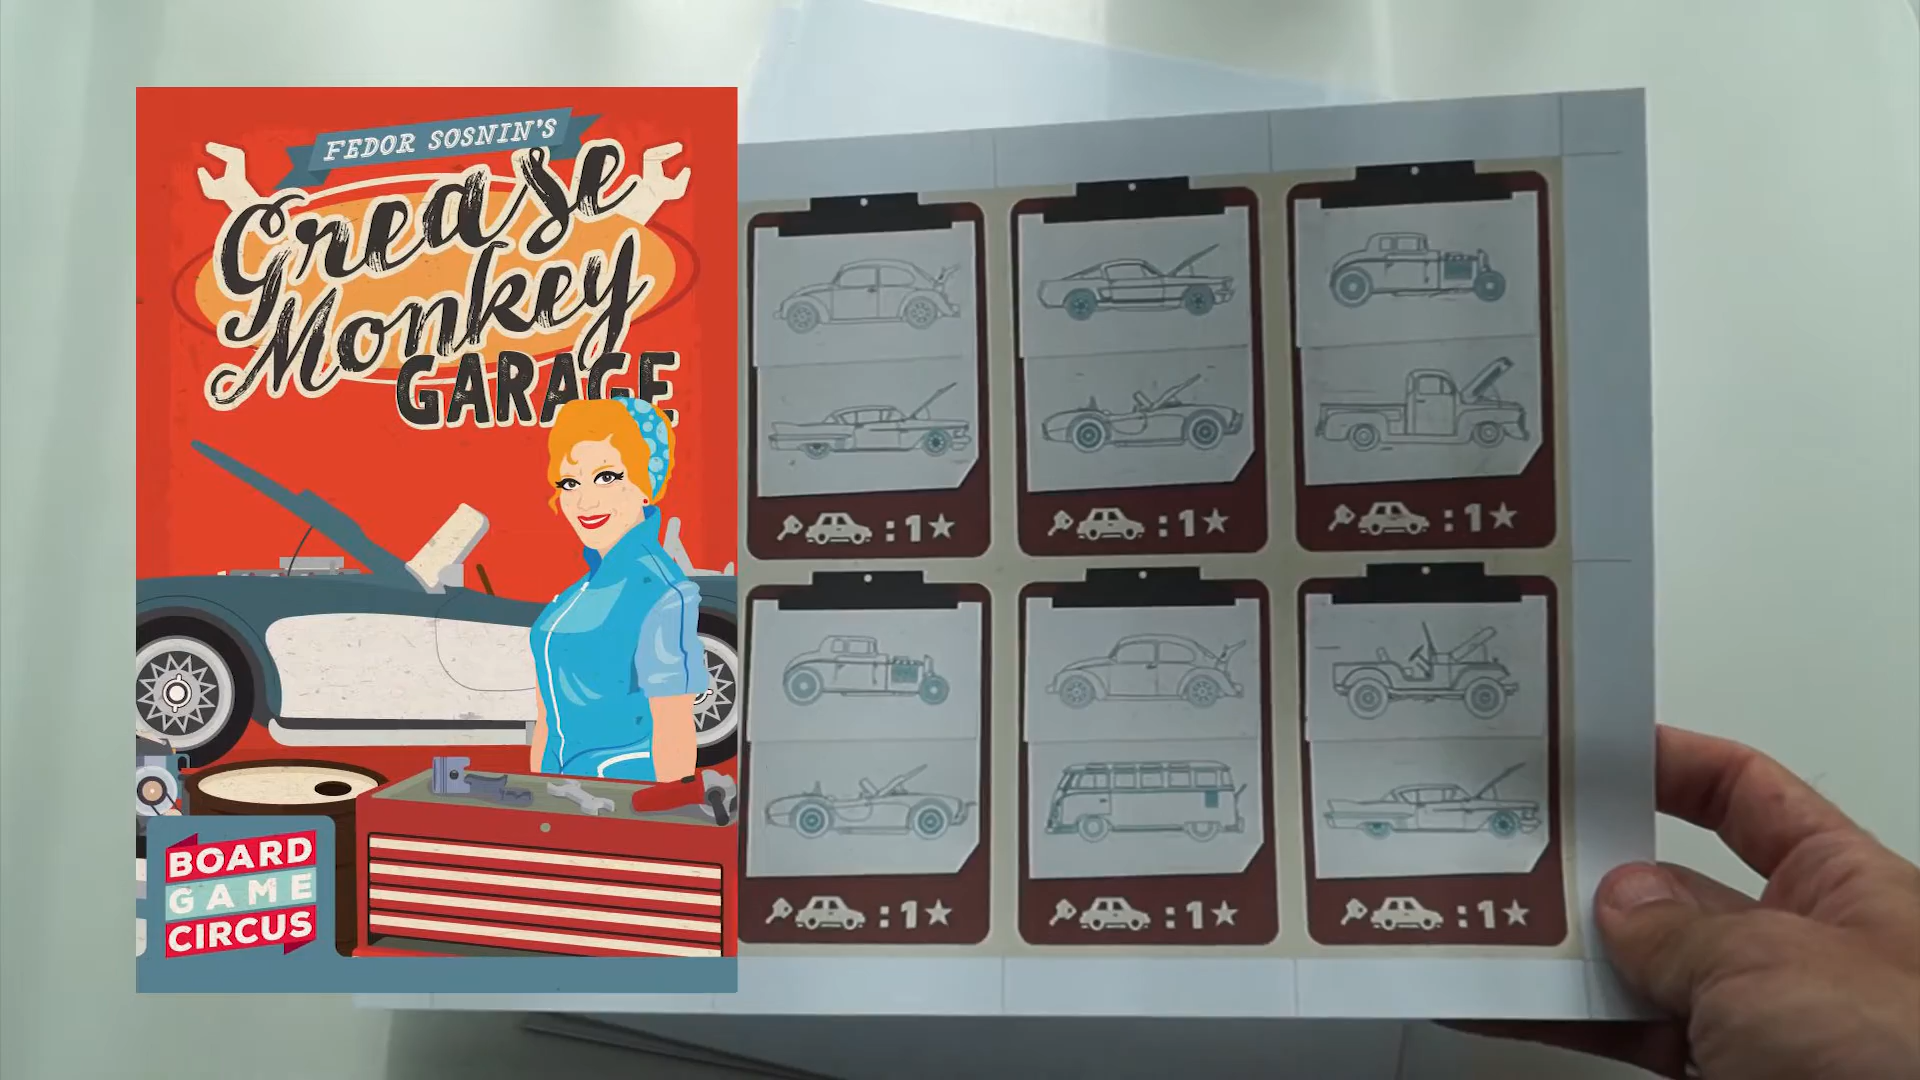 FEDOR SOSNIN'S
Grease
Monkey
GARAGE
BOARD
GAME
CIRCUS
:1★
:1★
:1★
:1★
:1★
:1★